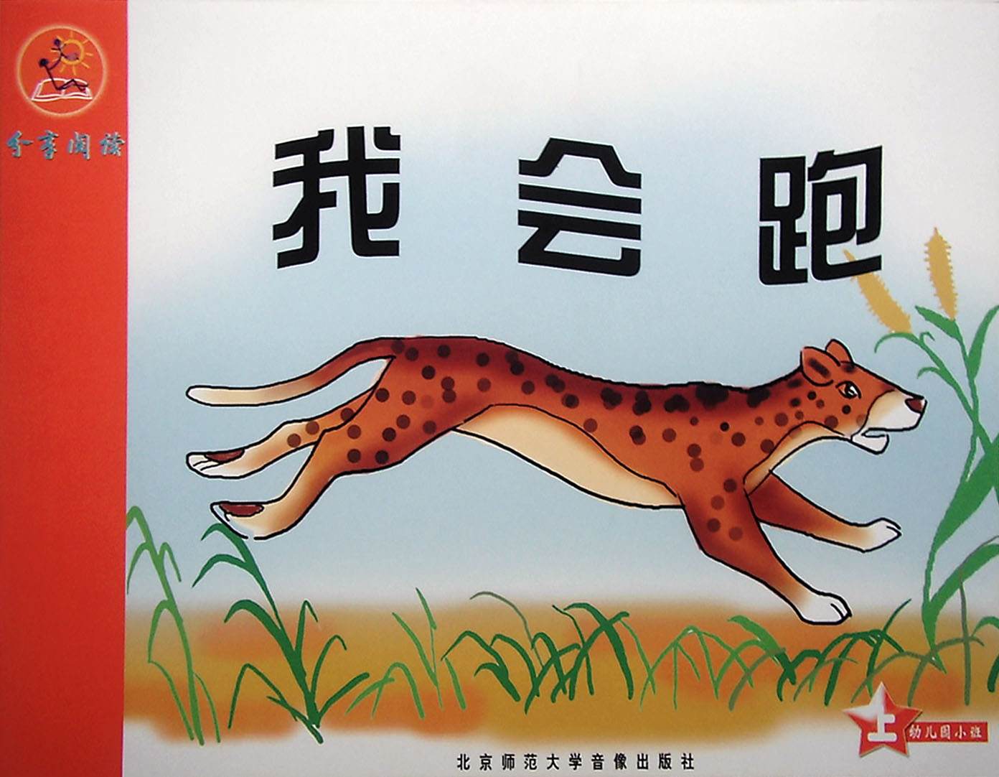 分享阅读
我会跑
上
幼儿园小班
北京师范大学音像出版社